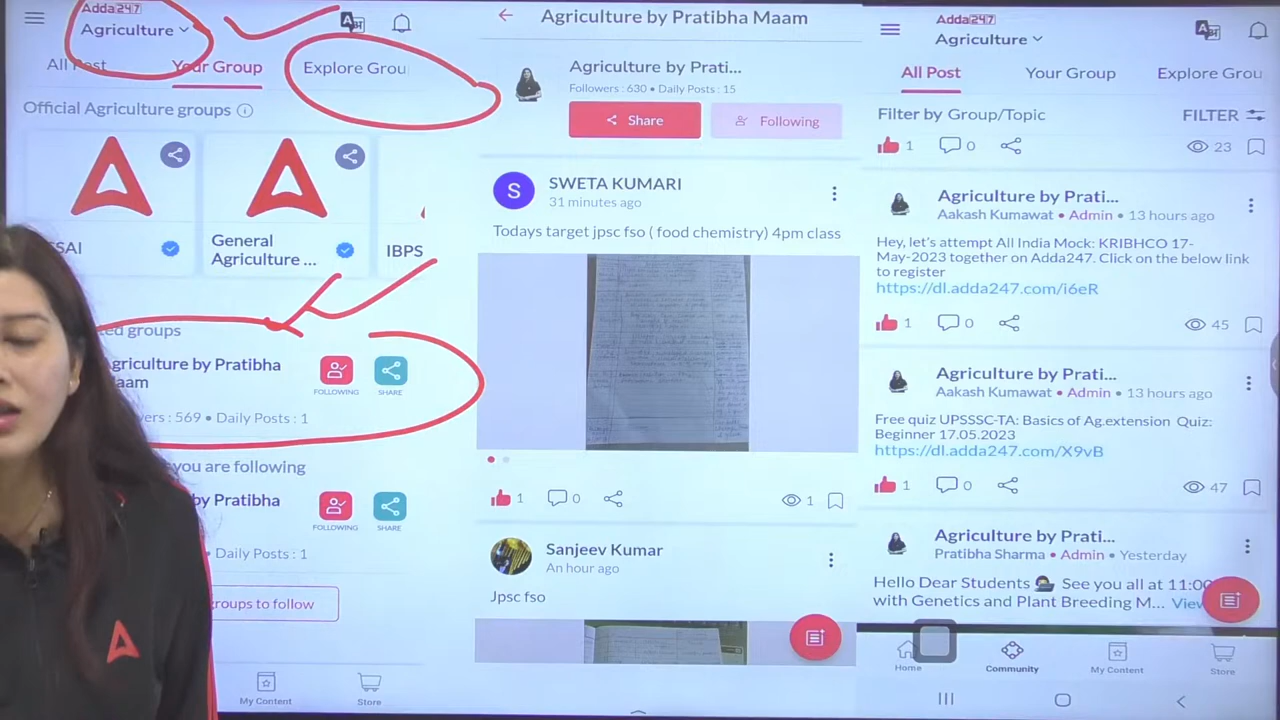 Adda247
Agriculture
All Post
Your Group
Explore Grou
Official Agriculture groups
SSAI
General
Agriculture ...
IBPS
ed groups
griculture by Pratibha
aam
FOLLOWING
SHARE
ers : 569 • Daily Posts : 1
you are following
by Pratibha
FOLLOWING
SHARE
Daily Posts : 1
groups to follow
My Content
Store
Agriculture by Pratibha Maam
Agriculture by Prati...
Followers : 630 • Daily Posts : 15
Share
Following
S
SWETA KUMARI
31 minutes ago
Todays target jpsc fso ( food chemistry) 4pm class
1
0
1
Sanjeev Kumar
An hour ago
Jpsc fso
Adda247
Agriculture
All Post
Your Group
Explore Grou
Filter by Group/Topic
FILTER
1
0
23
Agriculture by Prati...
Aakash Kumawat • Admin • 13 hours ago
Hey, let's attempt All India Mock: KRIBHCO 17-
May-2023 together on Adda247. Click on the below link
to register
https://dl.adda247.com/i6eR
1
0
45
Agriculture by Prati...
Aakash Kumawat • Admin • 13 hours ago
Free quiz UPSSSC-TA: Basics of Ag.extension Quiz:
Beginner 17.05.2023
https://dl.adda247.com/X9vB
1
0
47
Agriculture by Prati...
Pratibha Sharma • Admin • Yesterday
Hello Dear Students See you all at 11:00
with Genetics and Plant Breeding M... View
Home
Community
My Content
Store